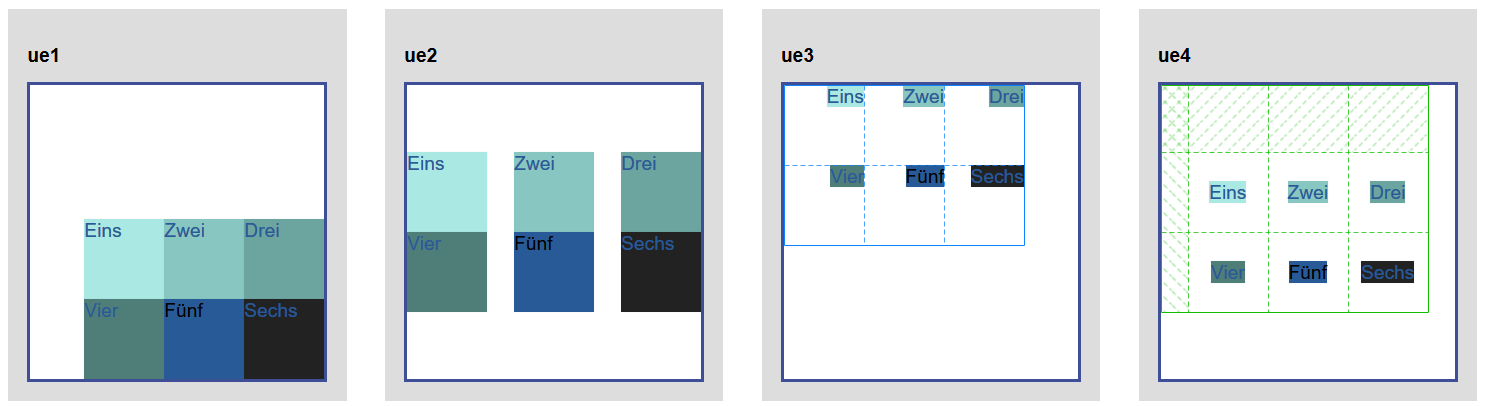 ue1
Eins Zwei Drei
Vier Fünf Sechs
ue2
Eins Zwei Drei
Vier Fünf Sechs
ue3
Eins Zwei Drei
Vier Fünf Sechs
ue4
Eins Zwei Drei
Vier Fünf Sechs